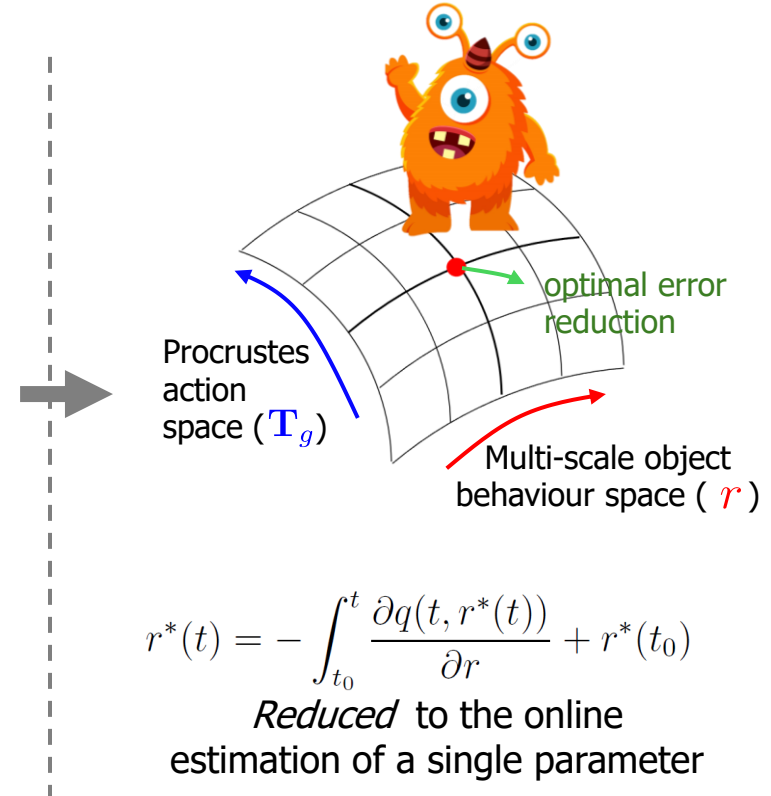 optimal error
reduction
Procrustes
action
space (T_g)
Multi-scale object
behaviour space ( r )
r*(t) = − ∫_{t_0}^{t} ∂q(t, r*(t)) / ∂r + r*(t_0)
Reduced to the online
estimation of a single parameter